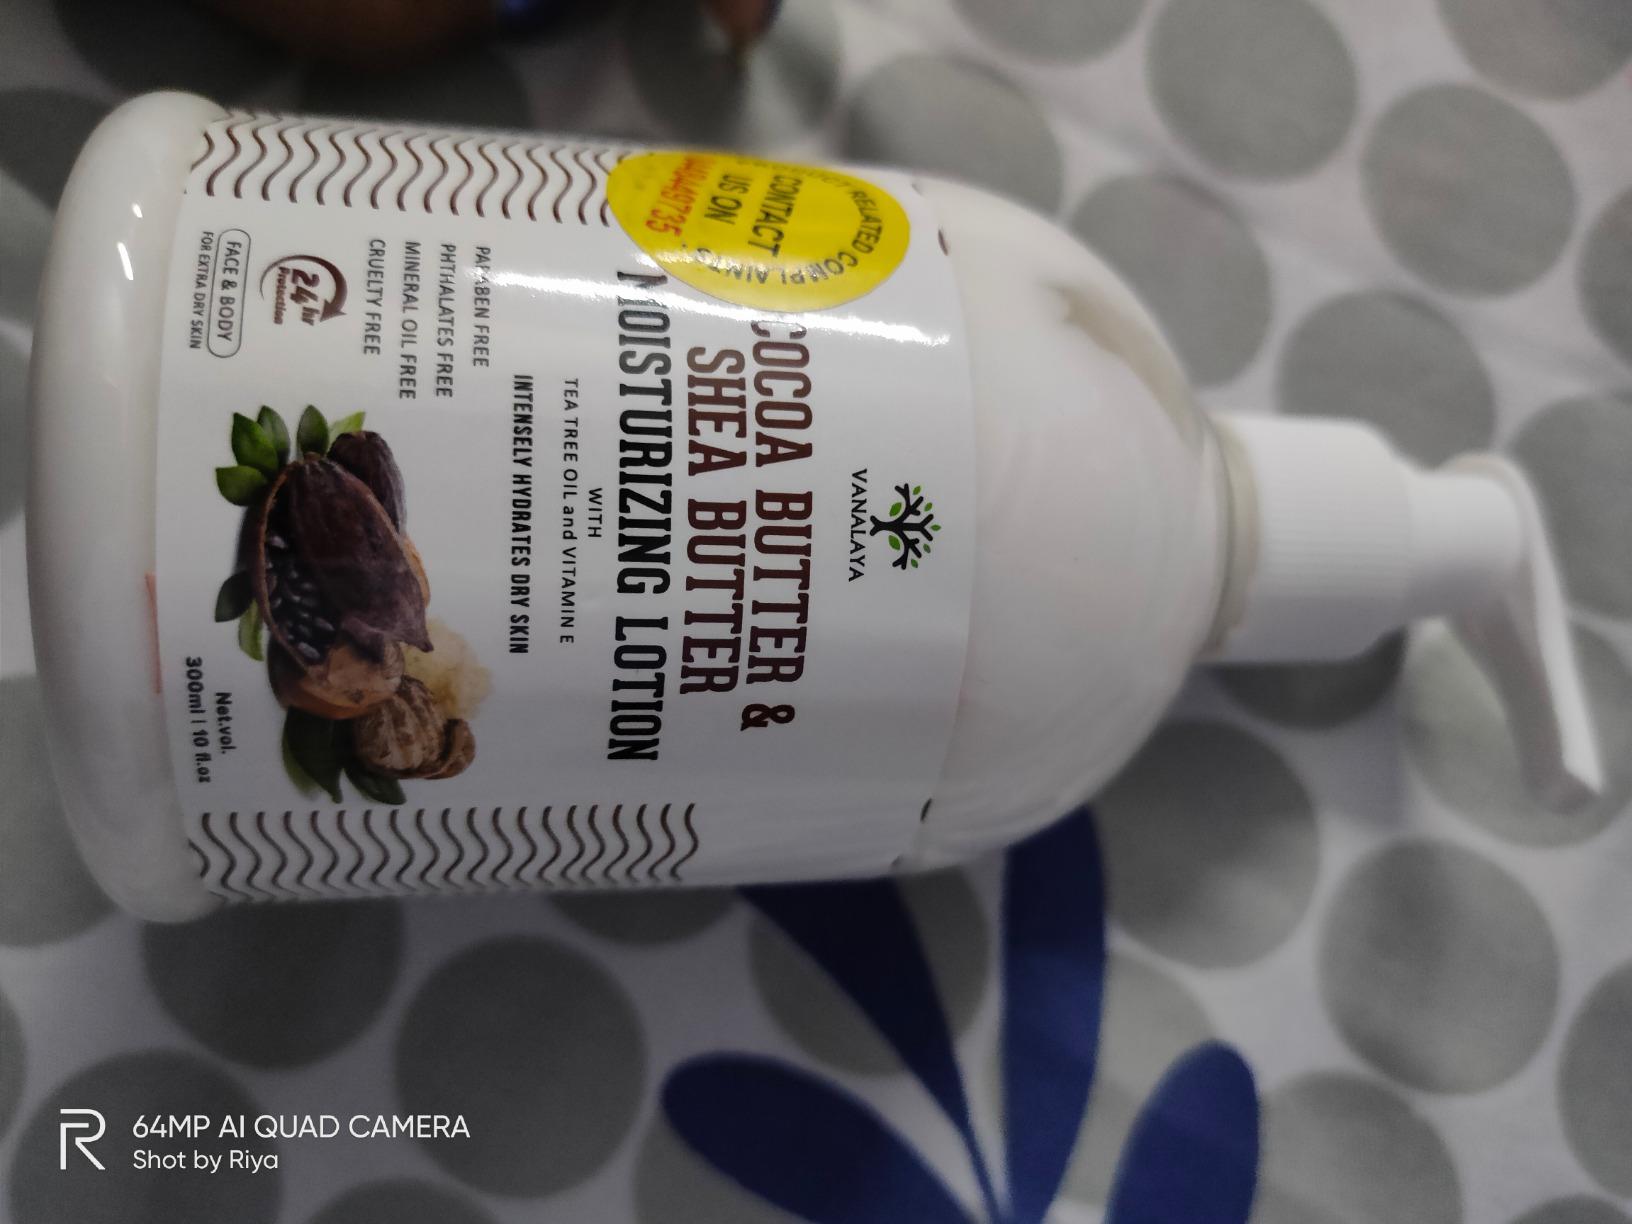 VANALAYA
COCOA BUTTER &
SHEA BUTTER
MOISTURIZING LOTION
WITH
TEA TREE OIL and VITAMIN E
INTENSELY HYDRATES DRY SKIN
PARABEN FREE
PHTHALATES FREE
MINERAL OIL FREE
CRUELTY FREE
24hr
Protection
FACE & BODY
FOR EXTRA DRY SKIN
Net.vol.
300ml | 10 fl.oz
RELATED COMPLAINTS
CONTACT
US ON
64MP AI QUAD CAMERA
Shot by Riya